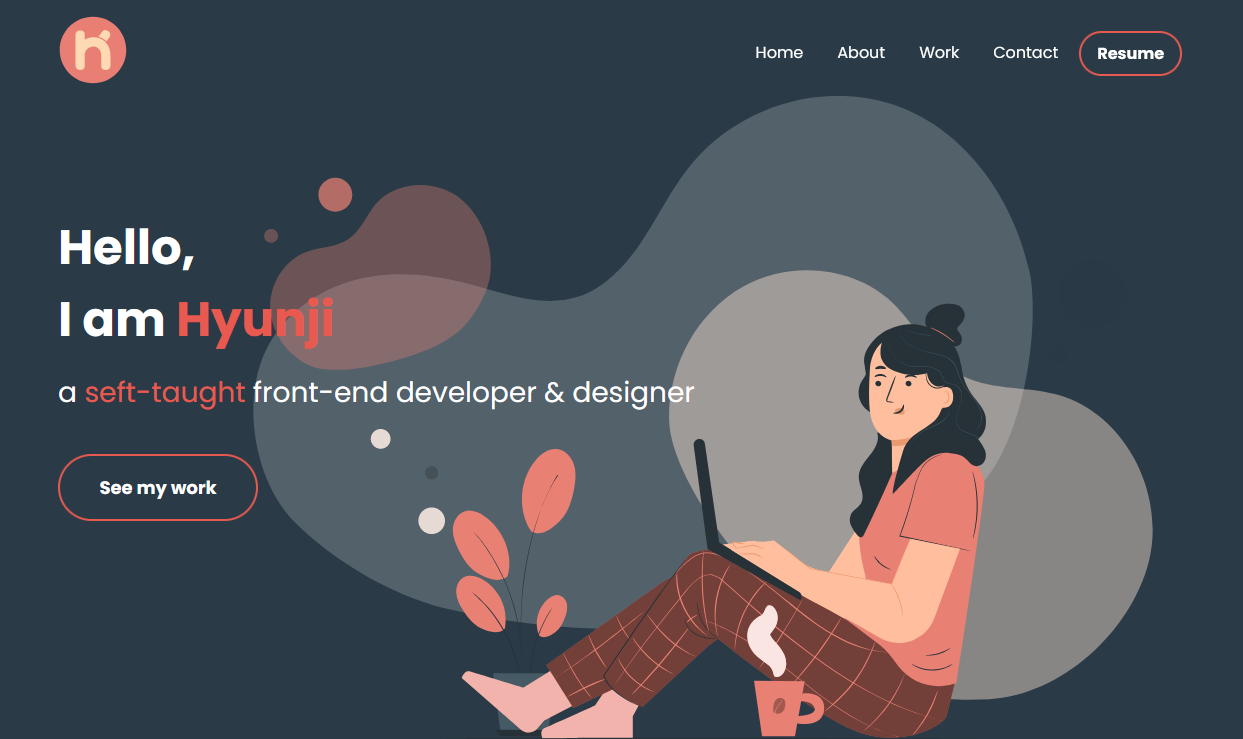 h
Home About Work Contact Resume
Hello,
I am Hyunji
a seft-taught front-end developer & designer
See my work